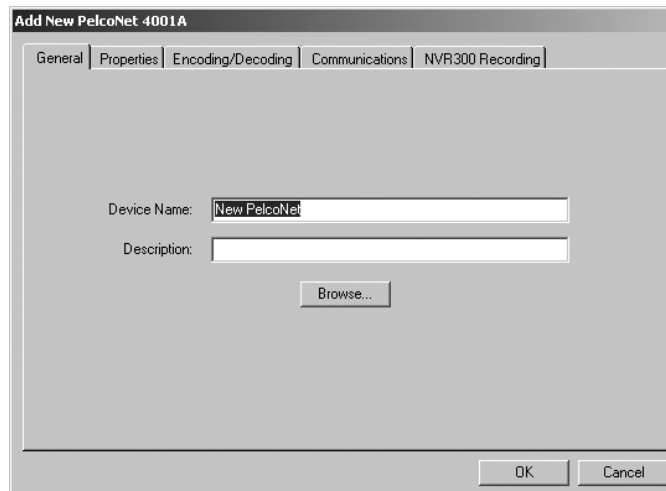 Add New PelcoNet 4001A
General Properties Encoding/Decoding Communications NVR300 Recording
Device Name: New PelcoNet
Description:
Browse...
OK Cancel